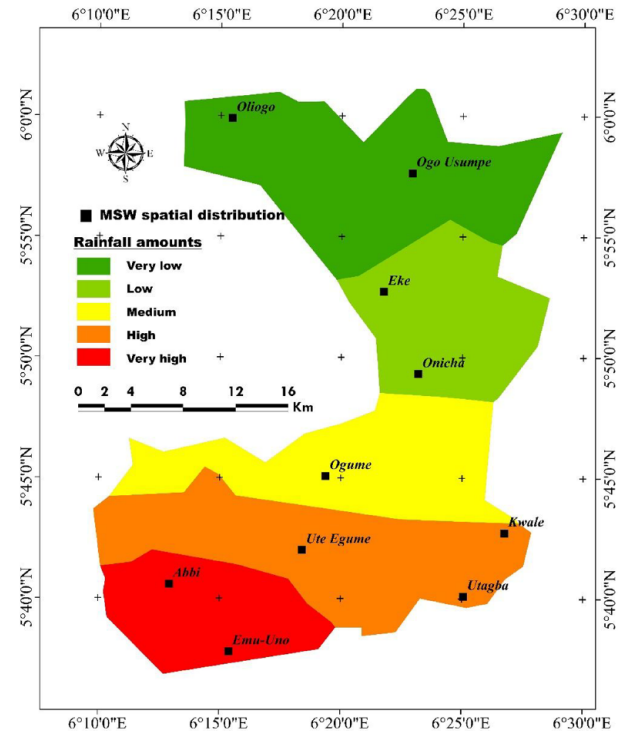 6°10'0"E 6°15'0"E 6°20'0"E 6°25'0"E 6°30'0"E
6°0'0"N
Oliogo
6°0'0"N
N
W E
S
Ogo Usumpe
MSW spatial distribution
5°55'0"N
5°55'0"N
Rainfall amounts
Very low
Low
Medium
High
Very high
Eke
5°50'0"N
Onicha
5°50'0"N
0 2 4 8 12 16
Km
5°45'0"N
Ogume
5°45'0"N
Kwale
Ute Egume
Abbi
Utagba
5°40'0"N
5°40'0"N
Emu-Uno
6°10'0"E 6°15'0"E 6°20'0"E 6°25'0"E 6°30'0"E